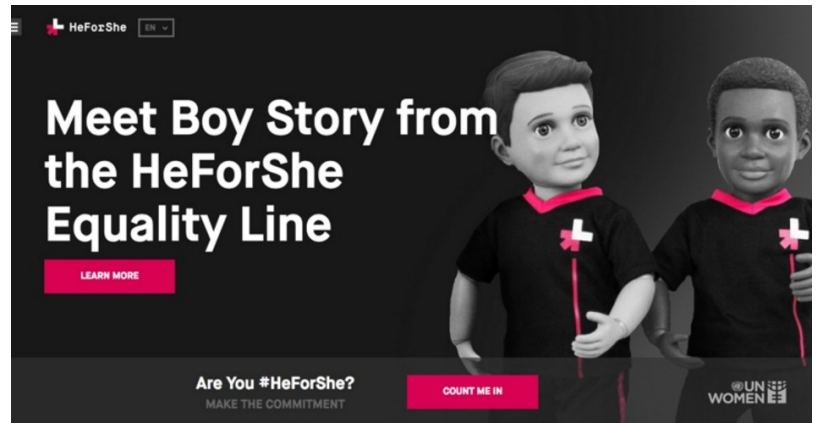 HeForShe EN
Meet Boy Story from
the HeForShe
Equality Line
LEARN MORE
Are You #HeForShe?
MAKE THE COMMITMENT
COUNT ME IN
UN
WOMEN